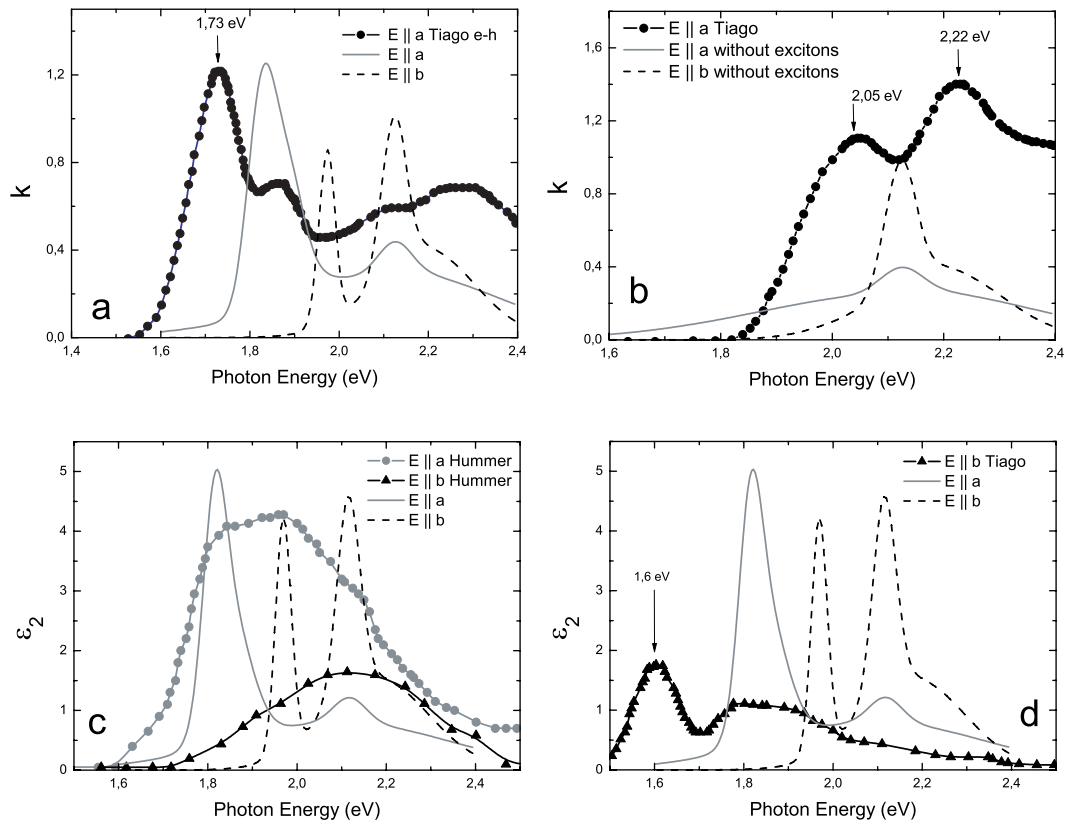 1,73 eV
E || a Tiago e-h
E || a
E || b
1,2
0,8
0,4
0,0
k
a
1,4 1,6 1,8 2,0 2,2 2,4
Photon Energy (eV)
E || a Tiago
E || a without excitons
E || b without excitons
2,22 eV
2,05 eV
1,6
1,2
0,8
0,4
0,0
k
b
1,6 1,8 2,0 2,2 2,4
Photon Energy (eV)
E || a Hummer
E || b Hummer
E || a
E || b
5
4
3
2
1
0
ε2
c
1,6 1,8 2,0 2,2 2,4
Photon Energy (eV)
E || b Tiago
E || a
E || b
1,6 eV
5
4
3
2
1
0
ε2
d
1,6 1,8 2,0 2,2 2,4
Photon Energy (eV)